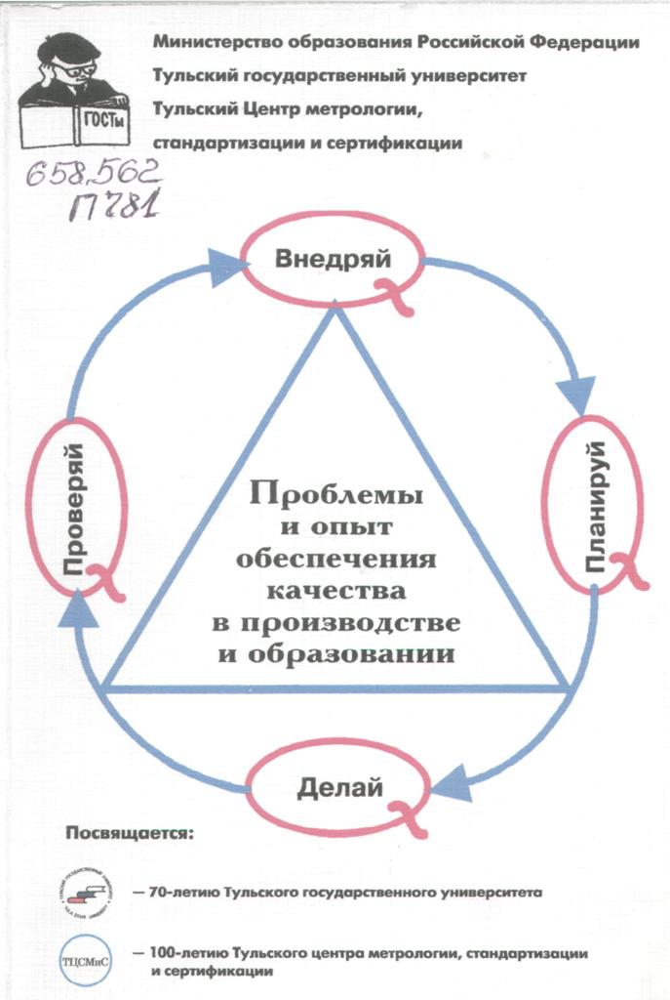 Министерство образования Российской Федерации
Тульский государственный университет
Тульский Центр метрологии,
стандартизации и сертификации
ГОСТы
658.562
П781
Внедряй
Проверяй
Планируй
Проблемы
и опыт
обеспечения
качества
в производстве
и образовании
Делай
Посвящается:
— 70-летию Тульского государственного университета
ТЦСМиС
— 100-летию Тульского центра метрологии, стандартизации
и сертификации